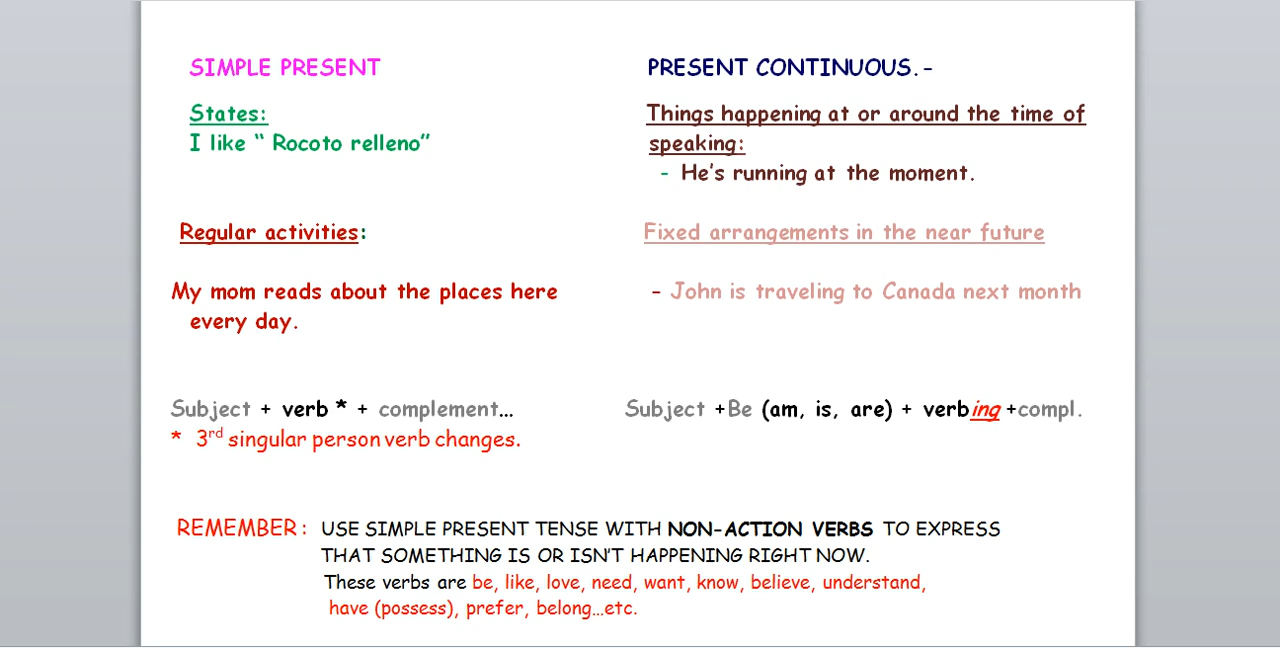 SIMPLE PRESENT
States:
I like “ Rocoto relleno”
Regular activities:
My mom reads about the places here
every day.
Subject + verb * + complement...
* 3rd singular person verb changes.
PRESENT CONTINUOUS.-
Things happening at or around the time of
speaking:
- He's running at the moment.
Fixed arrangements in the near future
- John is traveling to Canada next month
Subject +Be (am, is, are) + verbing +compl.
REMEMBER: USE SIMPLE PRESENT TENSE WITH NON-ACTION VERBS TO EXPRESS
THAT SOMETHING IS OR ISN'T HAPPENING RIGHT NOW.
These verbs are be, like, love, need, want, know, believe, understand,
have (possess), prefer, belong...etc.